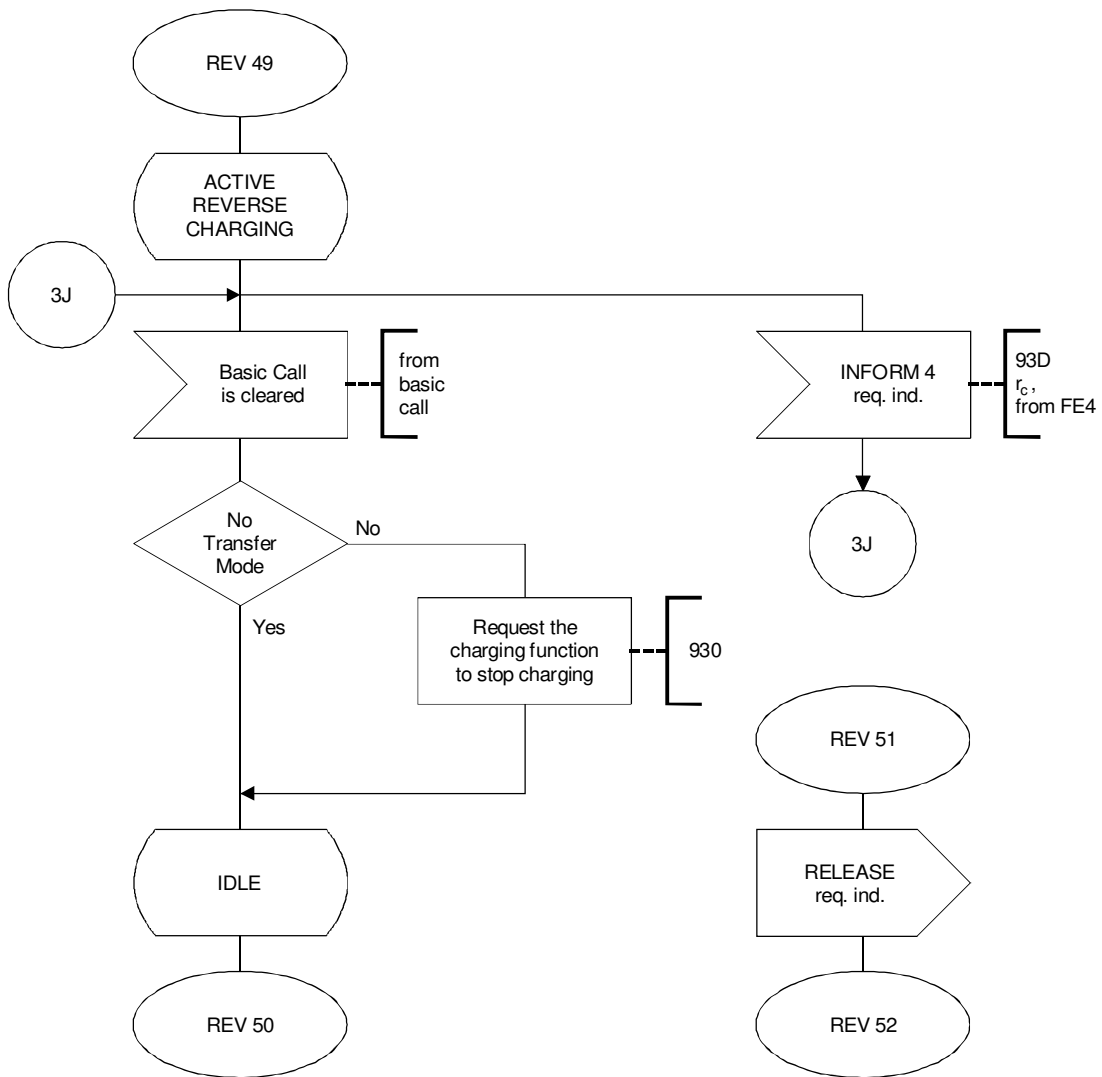 REV 49
ACTIVE
REVERSE
CHARGING
3J
Basic Call
is cleared
from
basic
call
INFORM 4
req. ind.
93D
rc ,
from FE4
No
Transfer
Mode
No
Yes
3J
Request the
charging function
to stop charging
930
REV 51
IDLE
RELEASE
req. ind.
REV 50
REV 52